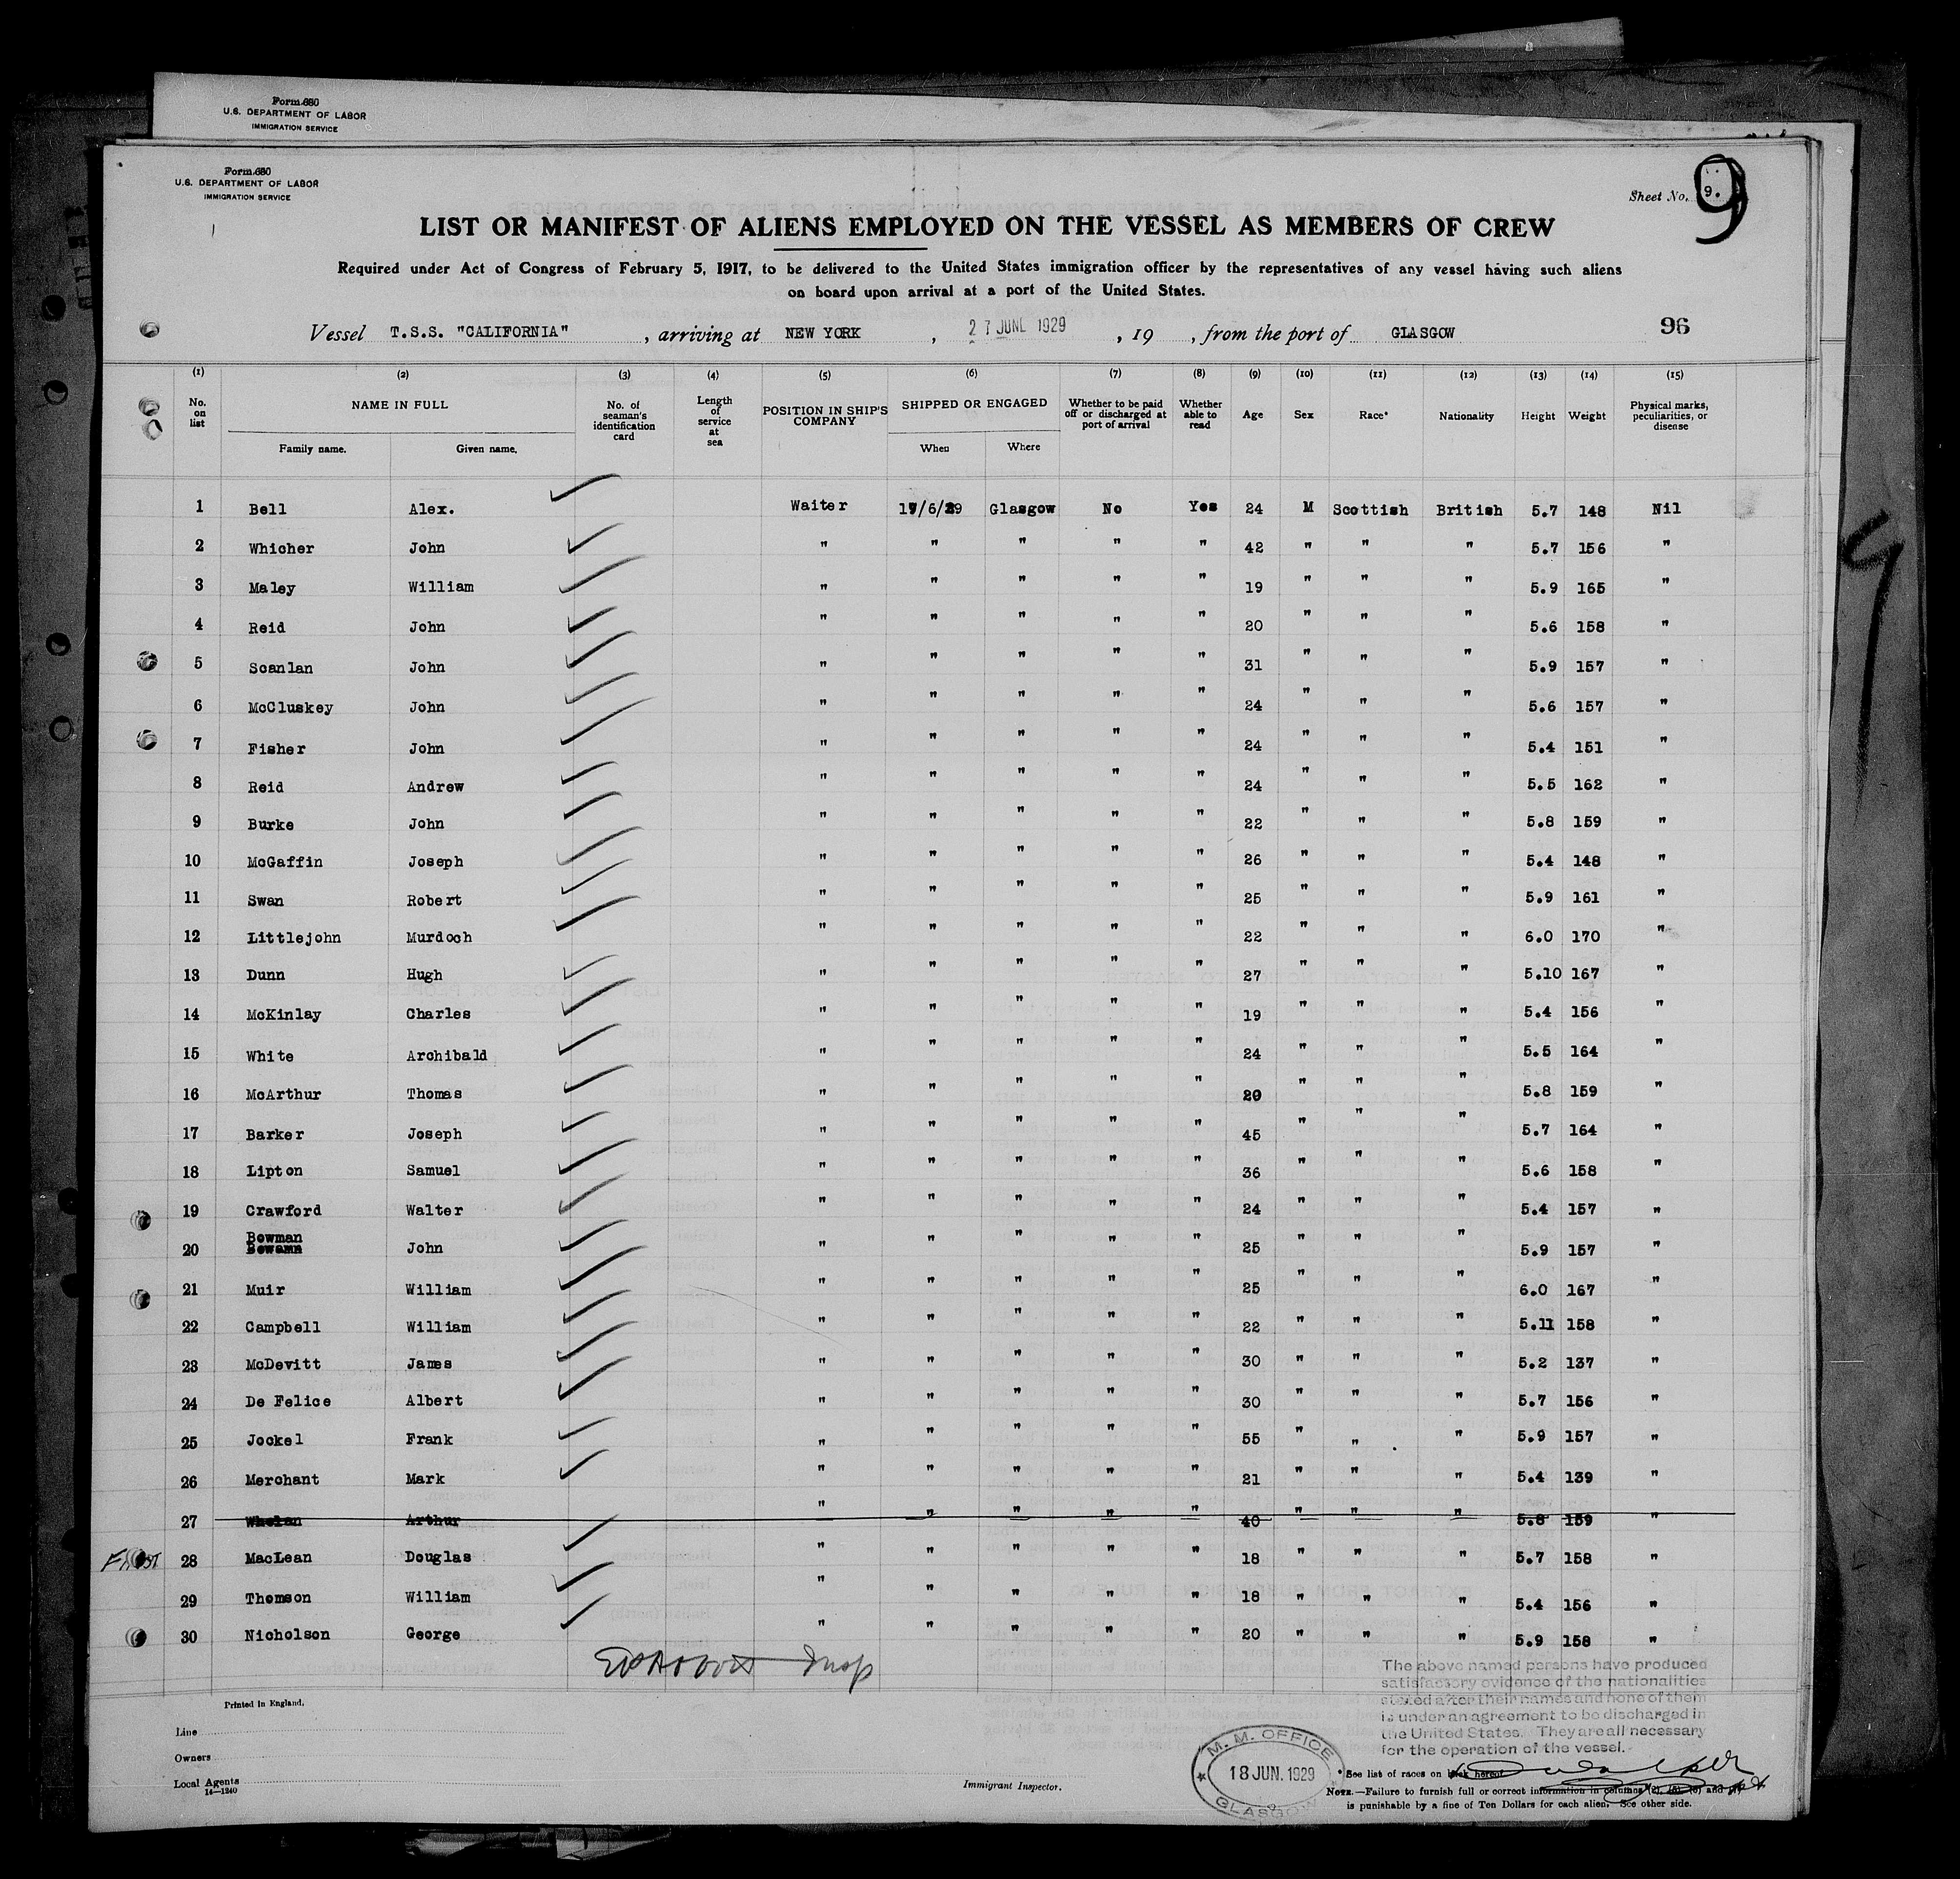 Form 680
U.S. DEPARTMENT OF LABOR
IMMIGRATION SERVICE
Form 680
U.S. DEPARTMENT OF LABOR
IMMIGRATION SERVICE
Sheet No. 9.
9
LIST OR MANIFEST OF ALIENS EMPLOYED ON THE VESSEL AS MEMBERS OF CREW
Required under Act of Congress of February 5, 1917, to be delivered to the United States immigration officer by the representatives of any vessel having such aliens
on board upon arrival at a port of the United States.
Vessel T.S.S. "CALIFORNIA", arriving at NEW YORK, 27 JUNE 1929, 19 , from the port of GLASGOW
96
(1) (2) (3) (4) (5) (6) (7) (8) (9) (10) (11) (12) (13) (14) (15)
No. on list
NAME IN FULL
Family name. Given name.
No. of seaman's identification card
Length of service at sea
POSITION IN SHIP'S COMPANY
SHIPPED OR ENGAGED
When Where
Whether to be paid off or discharged at port of arrival
Whether able to read
Age
Sex
Race*
Nationality
Height
Weight
Physical marks, peculiarities, or disease
1 Bell Alex. Waiter /6/29 Glasgow No Yes 24 M Scottish British 5.7 148 Nil
2 Whicher John " " " " " 42 " " " 5.7 156 "
3 Maley William " " " " " 19 " " " 5.9 165 "
4 Reid John " " " " " 20 " " " 5.6 158 "
5 Scanlan John " " " " " 31 " " " 5.9 157 "
6 McCluskey John " " " " " 24 " " " 5.6 157 "
7 Fisher John " " " " " 24 " " " 5.4 151 "
8 Reid Andrew " " " " " 24 " " " 5.5 162 "
9 Burke John " " " " " 22 " " " 5.8 159 "
10 McGaffin Joseph " " " " " 26 " " " 5.4 148 "
11 Swan Robert " " " " " 25 " " " 5.9 161 "
12 Littlejohn Murdoch " " " " " 22 " " " 6.0 170 "
13 Dunn Hugh " " " " " 27 " " " 5.10 167 "
14 McKinlay Charles " " " " " 19 " " " 5.4 156 "
15 White Archibald " " " " " 24 " " " 5.5 164 "
16 McArthur Thomas " " " " " 20 " " " 5.8 159 "
17 Barker Joseph " " " " " 45 " " " 5.7 164 "
18 Lipton Samuel " " " " " 36 " " " 5.6 158 "
19 Crawford Walter " " " " " 24 " " " 5.4 157 "
Bowman
20 Bowamn John " " " " " 25 " " " 5.9 157 "
21 Muir William " " " " " 25 " " " 6.0 167 "
22 Campbell William " " " " " 22 " " " 5.11 158 "
23 McDevitt James " " " " " 30 " " " 5.2 137 "
24 De Felice Albert " " " " " 30 " " " 5.7 156 "
25 Jockel Frank " " " " " 55 " " " 5.9 157 "
26 Merchant Mark " " " " " 21 " " " 5.4 139 "
27 Whelan Arthur " " " " " 40 " " " 5.8 159 "
First 28 MacLean Douglas " " " " " 18 " " " 5.7 158 "
29 Thomson William " " " " " 18 " " " 5.4 156 "
30 Nicholson George " " " " " 20 " " " 5.9 158 "
Insp
The above named persons have produced
satisfactory evidence of the nationalities
stated after their names and none of them
is under an agreement to be discharged in
the United States. They are all necessary
for the operation of the vessel.
Printed in England.
Line
Owners
Local Agents
14—1240
Immigrant Inspector.
M. M. OFFICE
18 JUN. 1929
GLASGOW
* See list of races on back hereof.
NOTE.—Failure to furnish full or correct information in columns (2), (5), (6) and (7)
is punishable by a fine of Ten Dollars for each alien. See other side.